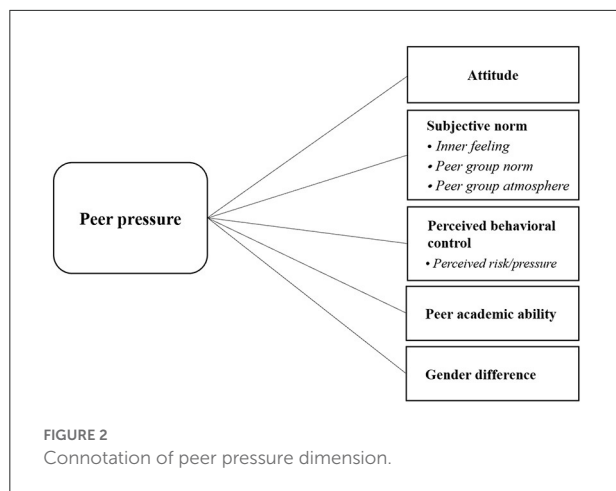 Peer pressure
Attitude
Subjective norm
• Inner feeling
• Peer group norm
• Peer group atmosphere
Perceived behavioral
control
• Perceived risk/pressure
Peer academic ability
Gender difference
FIGURE 2
Connotation of peer pressure dimension.